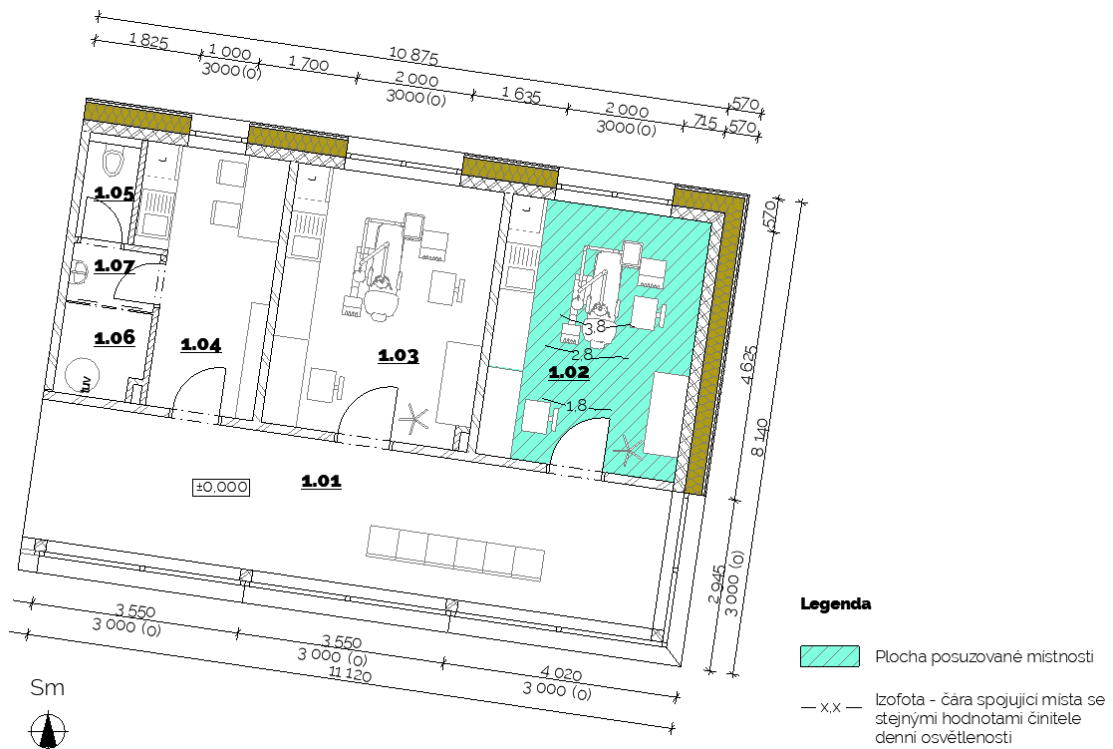 10 875
1 825
1 000
3000 (0)
1 700
2 000
3000 (0)
1 635
2 000
3000 (0)
715
570
570
570
4 625
8 140
2 945
3 000 (0)
1.05
L
L
L
1.07
1.06
tuv
1.04
1.03
3,8
2,8
1.02
1,8
±0,000
1.01
3 550
3 000 (0)
3 550
3 000 (0)
4 020
3 000 (0)
11 120
Sm
Legenda
Plocha posuzované místnosti
X,X
Izofota - čára spojující místa se
stejnými hodnotami činitele
denní osvětlenosti